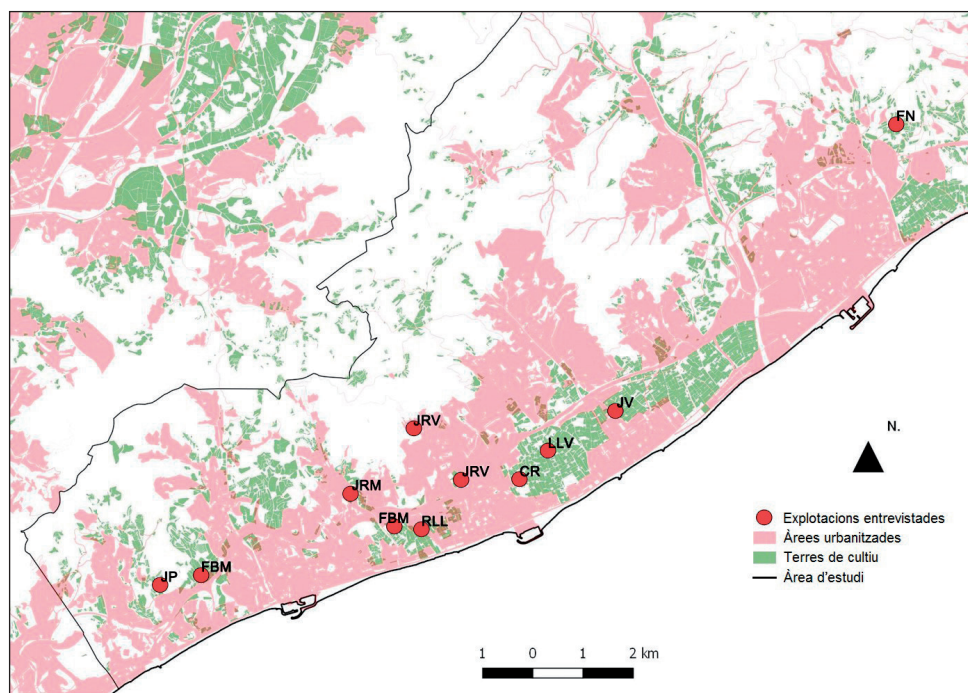 FN
JV
JRV
LLV
JRV
CR
JRM
FBM
RLL
FBM
JP
N.
Explotacions entrevistades
Àrees urbanitzades
Terres de cultiu
Àrea d'estudi
1 0 1 2 km